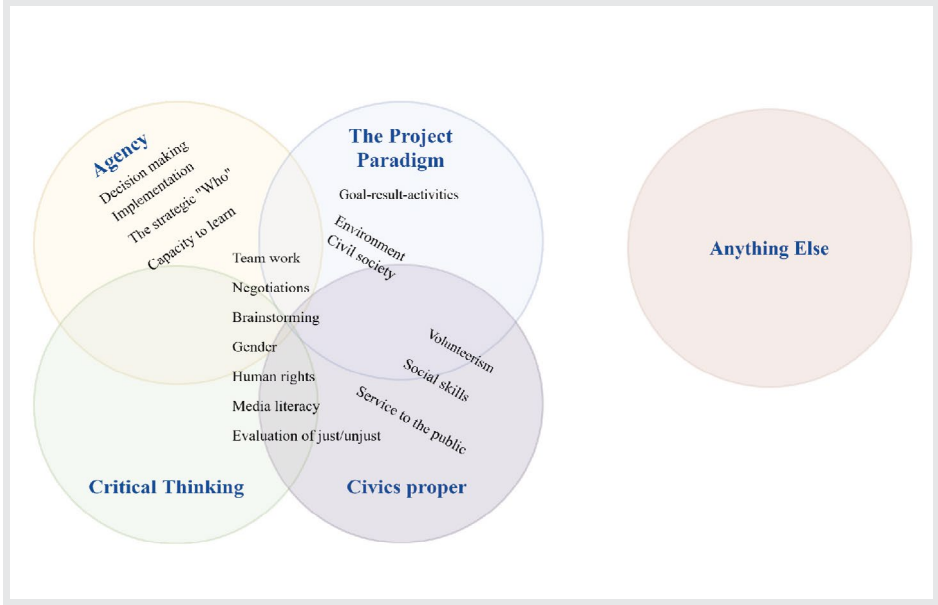 Agency
Decision making
Implementation
The strategic "Who"
Capacity to learn
The Project
Paradigm
Goal-result-activities
Environment
Civil society
Team work
Negotiations
Brainstorming
Gender
Human rights
Media literacy
Evaluation of just/unjust
Volunteerism
Social skills
Service to the public
Critical Thinking
Civics proper
Anything Else